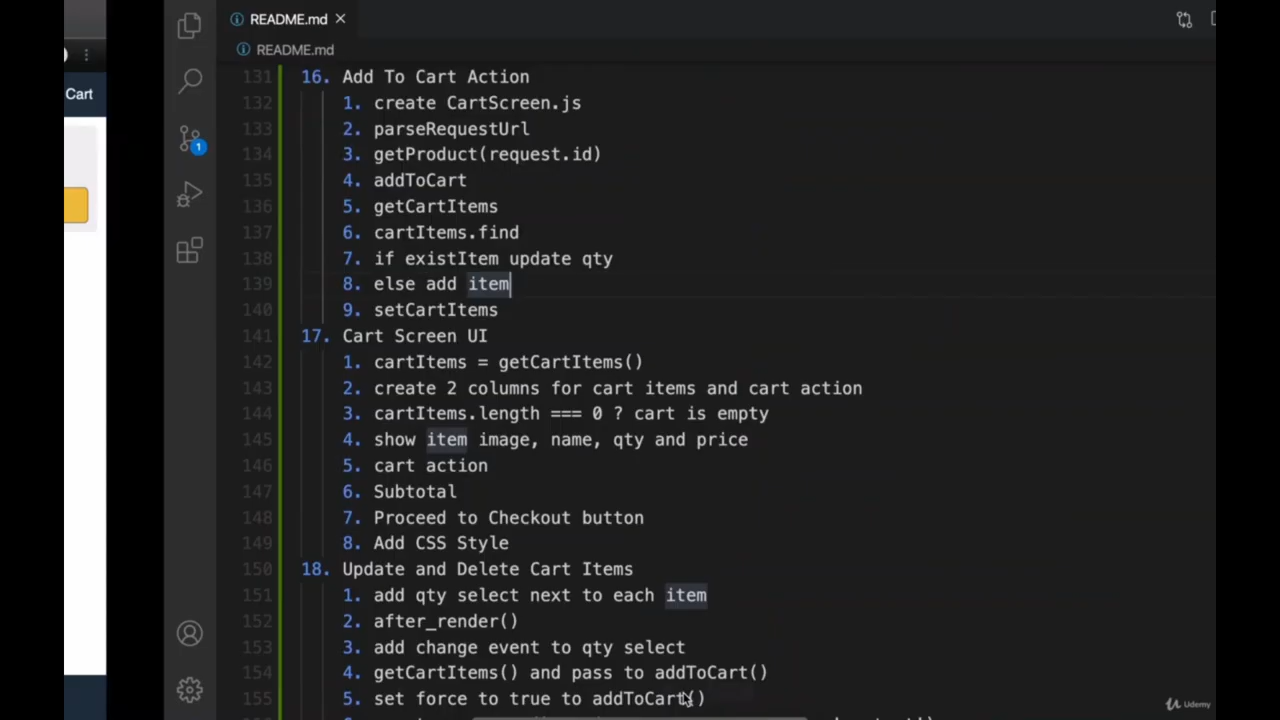 README.md
README.md
Cart
131 16. Add To Cart Action
132 1. create CartScreen.js
133 2. parseRequestUrl
134 3. getProduct(request.id)
135 4. addToCart
136 5. getCartItems
137 6. cartItems.find
138 7. if existItem update qty
139 8. else add item
140 9. setCartItems
141 17. Cart Screen UI
142 1. cartItems = getCartItems()
143 2. create 2 columns for cart items and cart action
144 3. cartItems.length === 0 ? cart is empty
145 4. show item image, name, qty and price
146 5. cart action
147 6. Subtotal
148 7. Proceed to Checkout button
149 8. Add CSS Style
150 18. Update and Delete Cart Items
151 1. add qty select next to each item
152 2. after_render()
153 3. add change event to qty select
154 4. getCartItems() and pass to addToCart()
155 5. set force to true to addToCart()
1
Udemy